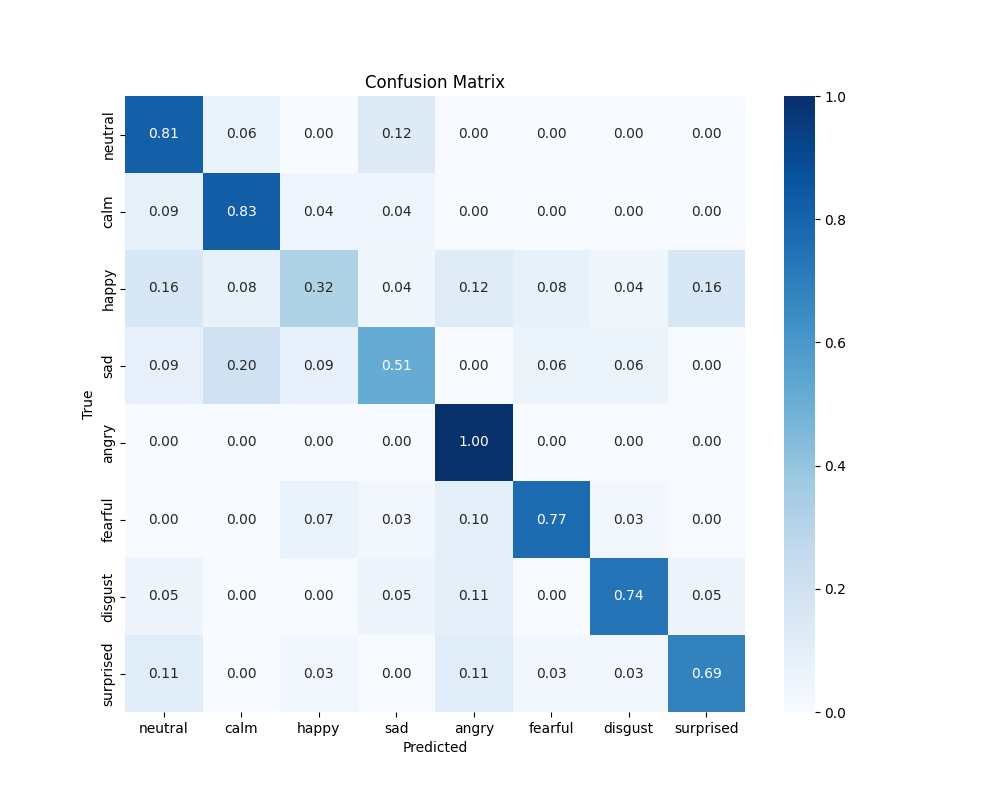 Confusion Matrix
neutral 0.81 0.06 0.00 0.12 0.00 0.00 0.00 0.00
calm 0.09 0.83 0.04 0.04 0.00 0.00 0.00 0.00
happy 0.16 0.08 0.32 0.04 0.12 0.08 0.04 0.16
sad 0.09 0.20 0.09 0.51 0.00 0.06 0.06 0.00
angry 0.00 0.00 0.00 0.00 1.00 0.00 0.00 0.00
fearful 0.00 0.00 0.07 0.03 0.10 0.77 0.03 0.00
disgust 0.05 0.00 0.00 0.05 0.11 0.00 0.74 0.05
surprised 0.11 0.00 0.03 0.00 0.11 0.03 0.03 0.69
True
neutral calm happy sad angry fearful disgust surprised
Predicted
1.0
0.8
0.6
0.4
0.2
0.0